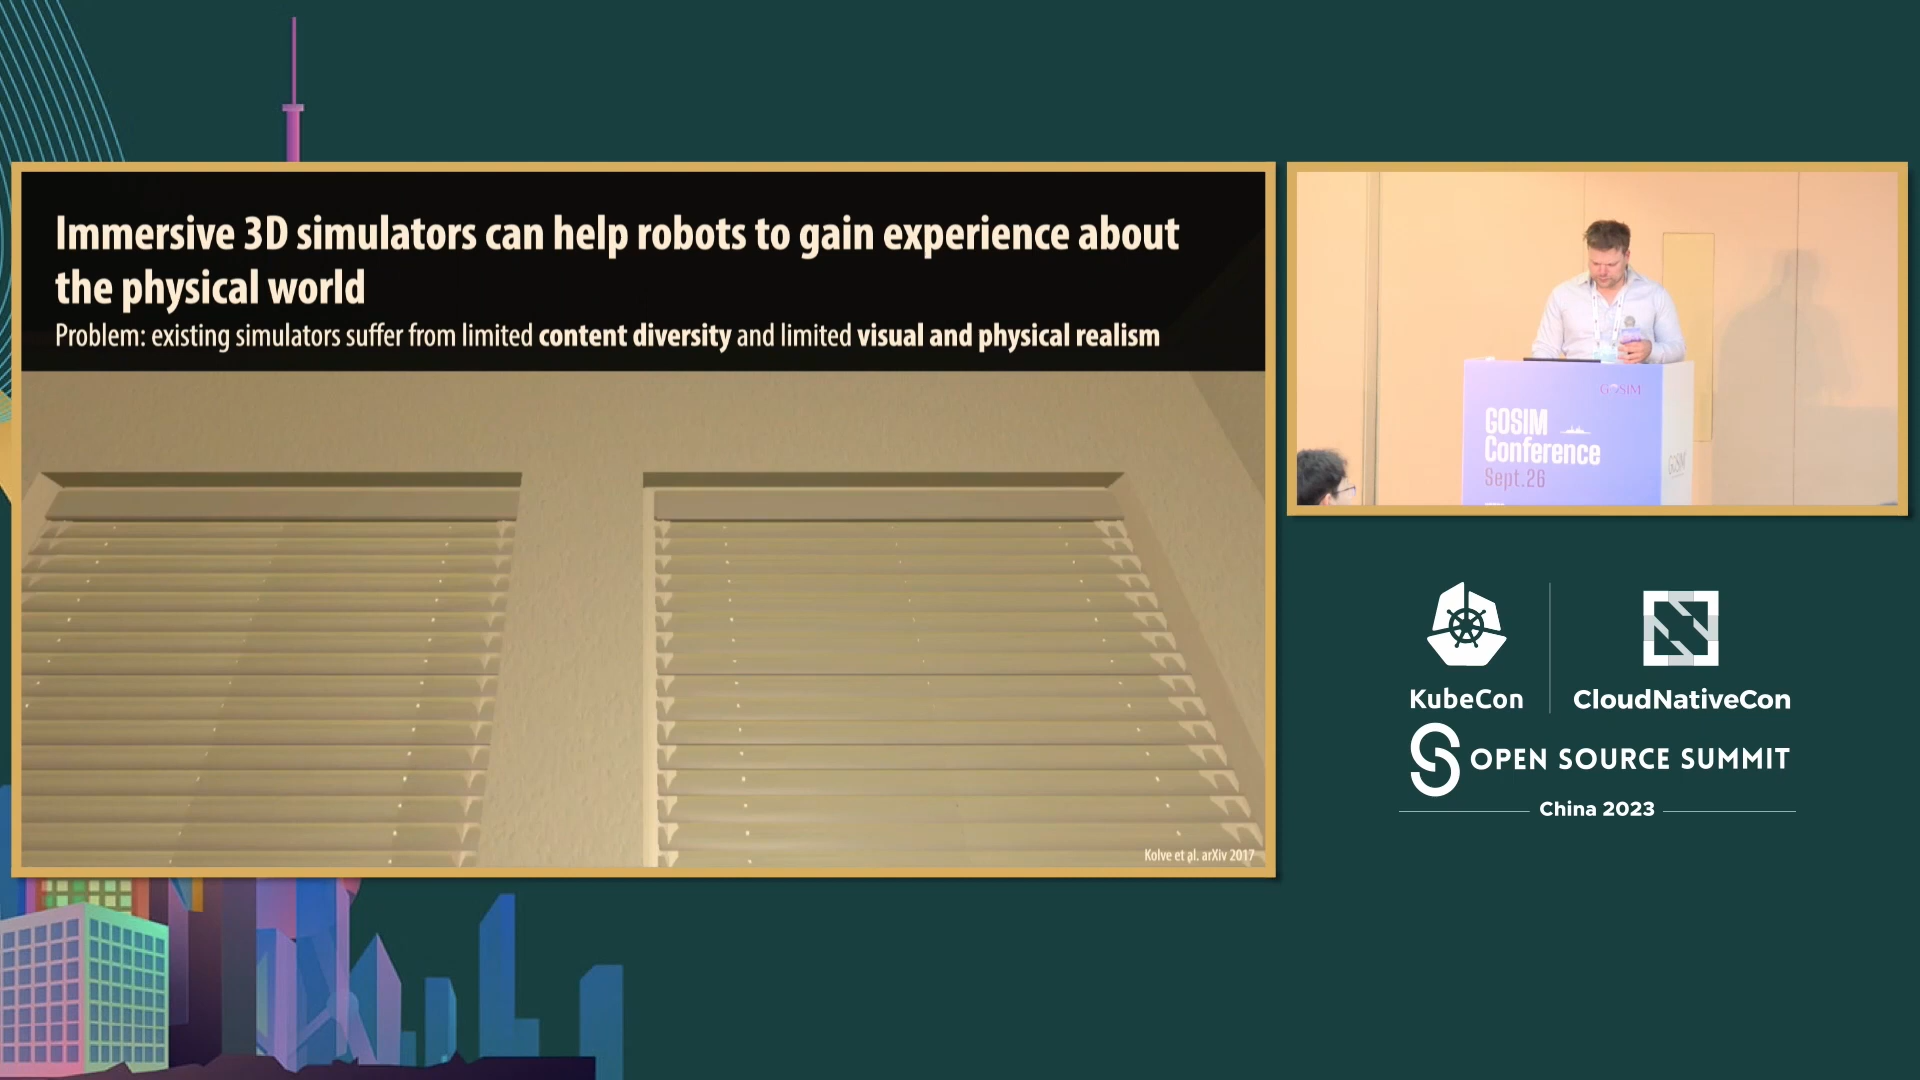 Immersive 3D simulators can help robots to gain experience about
the physical world
Problem: existing simulators suffer from limited content diversity and limited visual and physical realism
Kolve et al. arXiv 2017
GOSIM
GOSIM
Conference
Sept.26
GOSIM
KubeCon
CloudNativeCon
OPEN SOURCE SUMMIT
China 2023